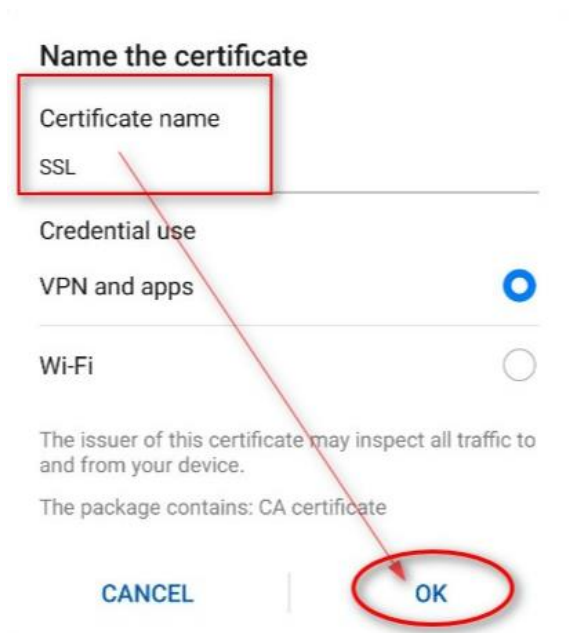 Name the certificate
Certificate name
SSL
Credential use
VPN and apps
Wi-Fi
The issuer of this certificate may inspect all traffic to
and from your device.
The package contains: CA certificate
CANCEL
OK